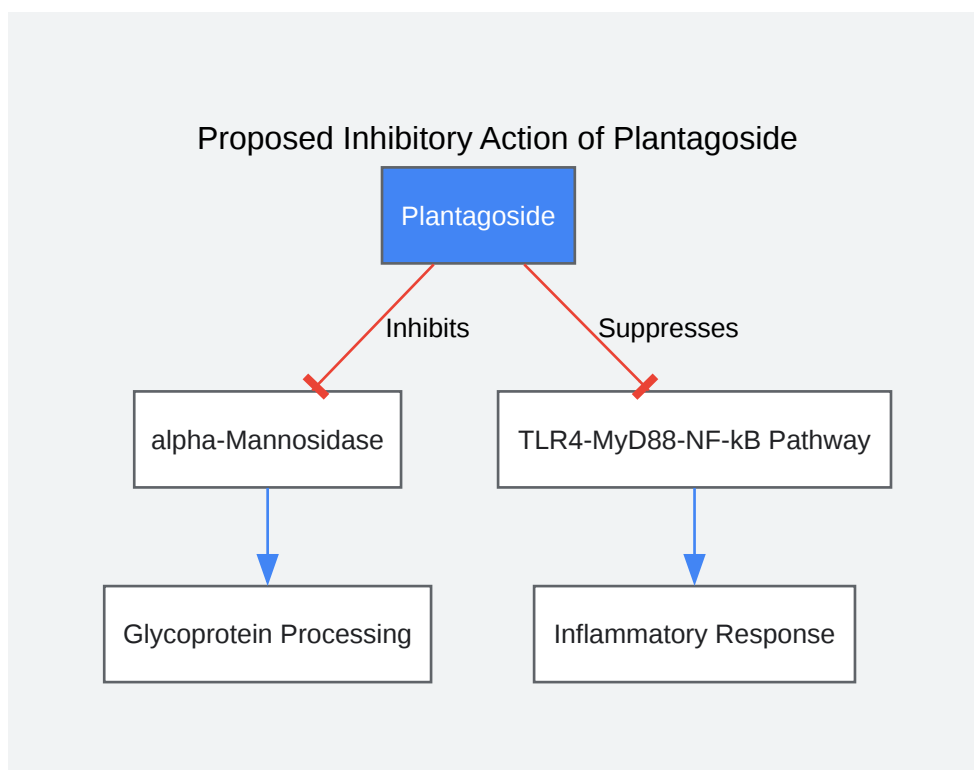 Proposed Inhibitory Action of Plantagoside
Plantagoside
Inhibits
Suppresses
alpha-Mannosidase
TLR4-MyD88-NF-kB Pathway
Glycoprotein Processing
Inflammatory Response